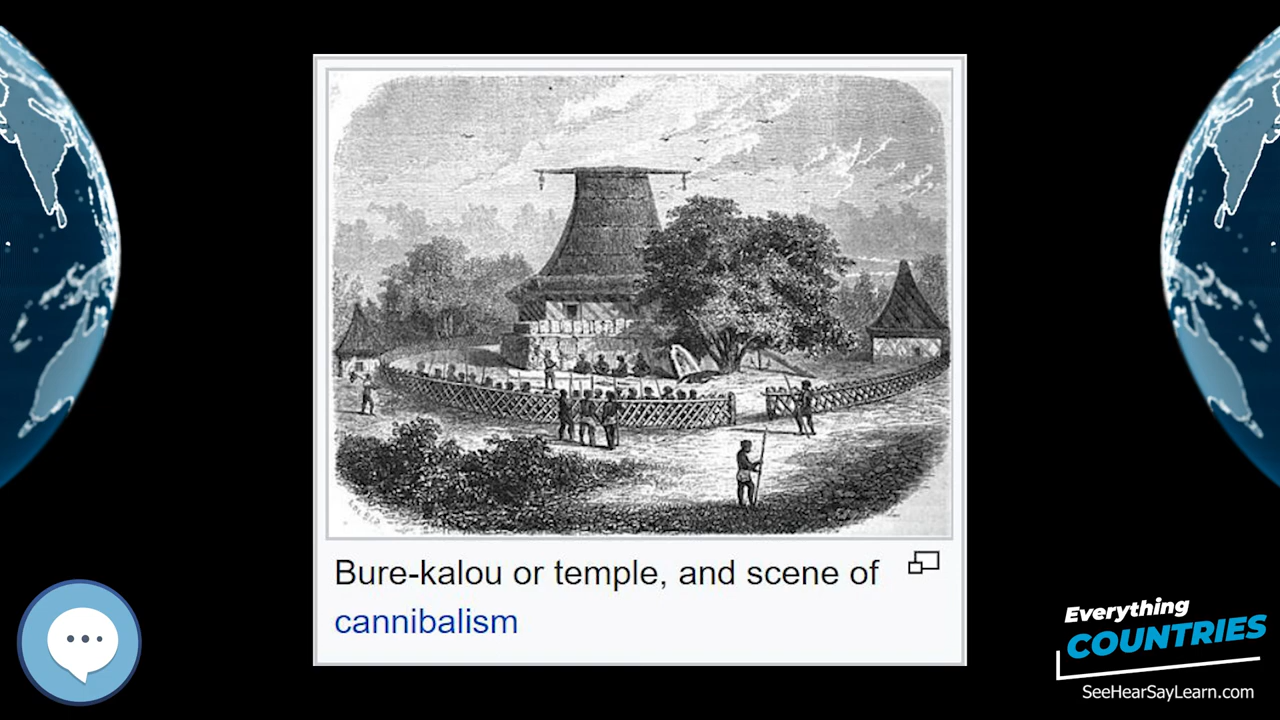 Bure-kalou or temple, and scene of
cannibalism
Everything
COUNTRIES
SeeHearSayLearn.com